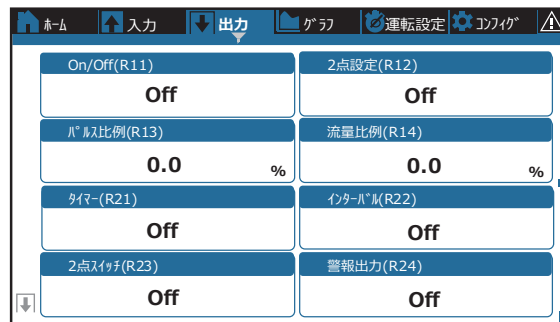 ﾎｰﾑ 入力 出力 ｸﾞﾗﾌ 運転設定 ｺﾝﾌｨｸﾞ
On/Off(R11) 2点設定(R12)
Off Off
ﾊﾟﾙｽ比例(R13) 流量比例(R14)
0.0 % 0.0 %
ﾀｲﾏｰ(R21) ｲﾝﾀｰﾊﾞﾙ(R22)
Off Off
2点ｽｲｯﾁ(R23) 警報出力(R24)
Off Off